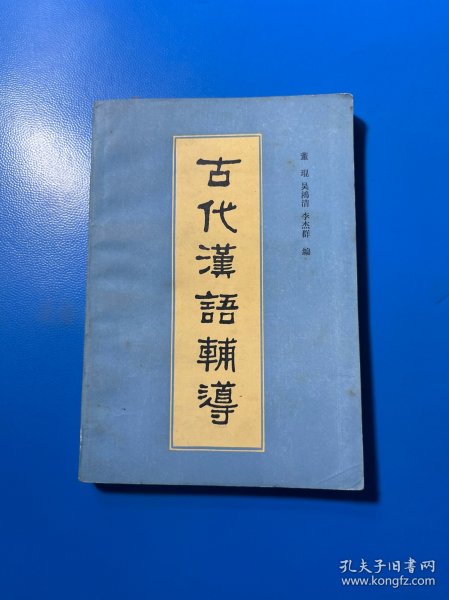 古代漢語輔導
董琨 吴鸿清 李杰群 编
孔夫子旧书网
www.kongfz.com